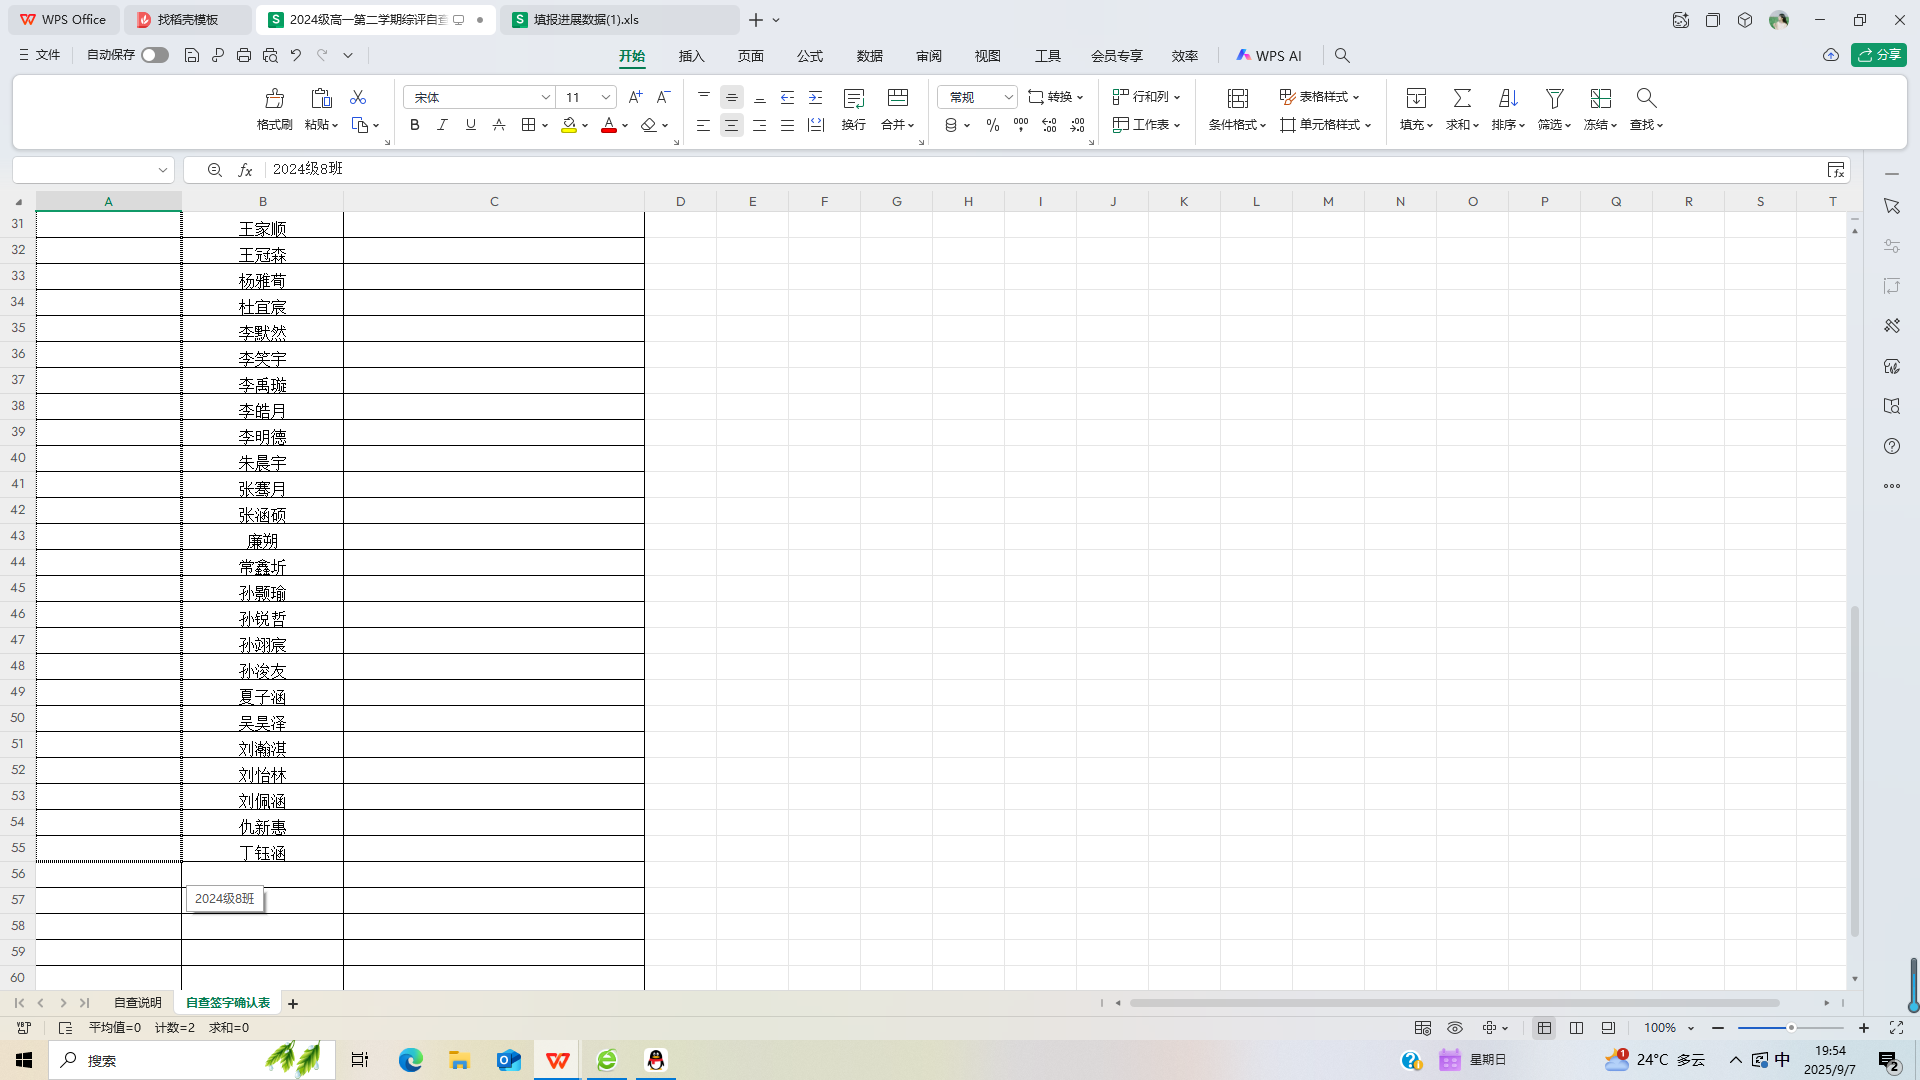 WPS Office
找稻壳模板
2024级高一第二学期综评自查
填报进展数据(1).xls
文件
自动保存
开始
插入
页面
公式
数据
审阅
视图
工具
会员专享
效率
WPS AI
分享
格式刷
粘贴
宋体
11
换行
合并
常规
转换
行和列
工作表
条件格式
表格样式
单元格样式
填充
求和
排序
筛选
冻结
查找
fx
2024级8班
A B C D E F G H I J K L M N O P Q R S T
31 王家顺
32 王冠森
33 杨雅荀
34 杜宜宸
35 李默然
36 李笑宇
37 李禹璇
38 李皓月
39 李明德
40 朱晨宇
41 张骞月
42 张涵硕
43 廉朔
44 常鑫圻
45 孙颢瑜
46 孙锐哲
47 孙翊宸
48 孙浚友
49 夏子涵
50 吴昊泽
51 刘瀚淇
52 刘怡林
53 刘佩涵
54 仇新惠
55 丁钰涵
56
57
2024级8班
58
59
60
自查说明
自查签字确认表
平均值=0 计数=2 求和=0
100%
搜索
星期日
1
24°C 多云
中
19:54
2025/9/7
2